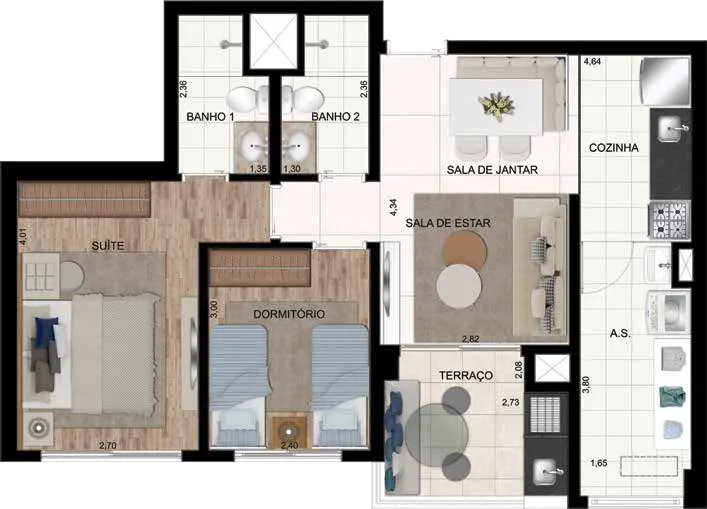 2,36
2,36
4,64
BANHO 1
BANHO 2
COZINHA
1,35
1,30
SALA DE JANTAR
4,34
SALA DE ESTAR
4,01
SUÍTE
3,00
DORMITÓRIO
A.S.
2,82
2,08
TERRAÇO
3,80
2,73
2,70
2,40
1,65